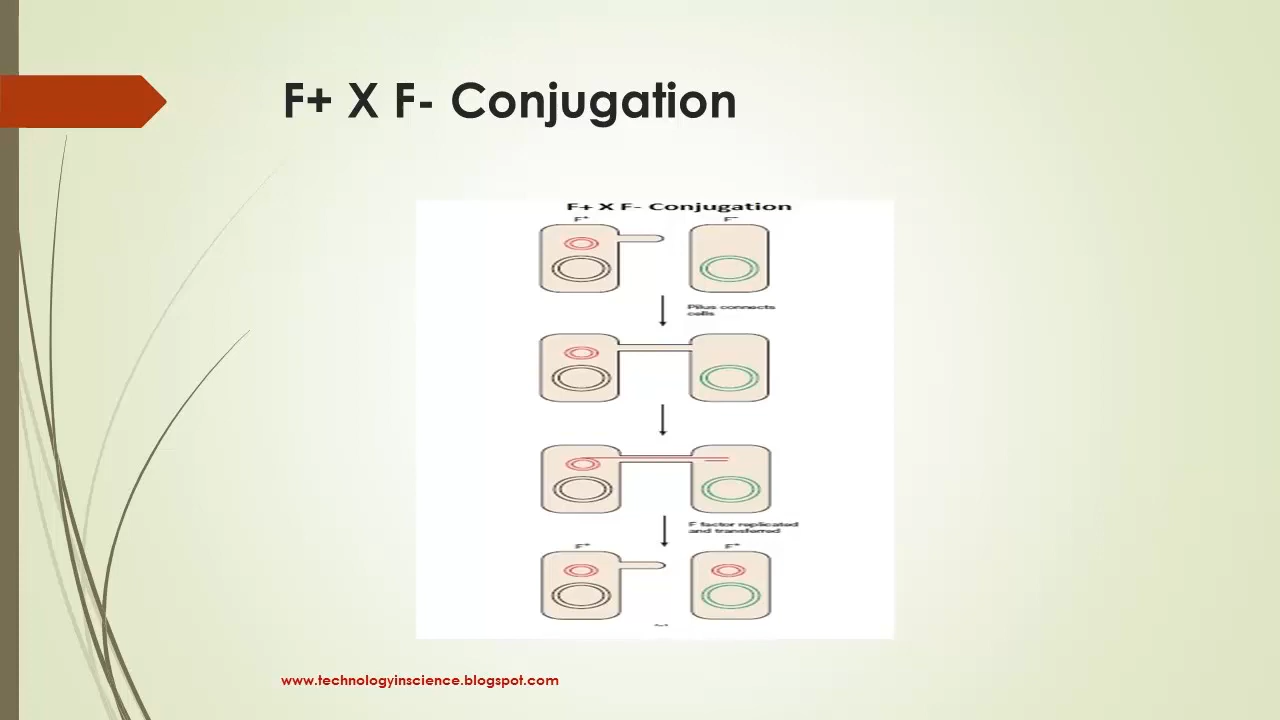 F+ X F- Conjugation
F+ X F- Conjugation
F⁺ F⁻
Pilus connects
cells
F factor replicated
and transferred
F⁺ F⁺
www.technologyinscience.blogspot.com